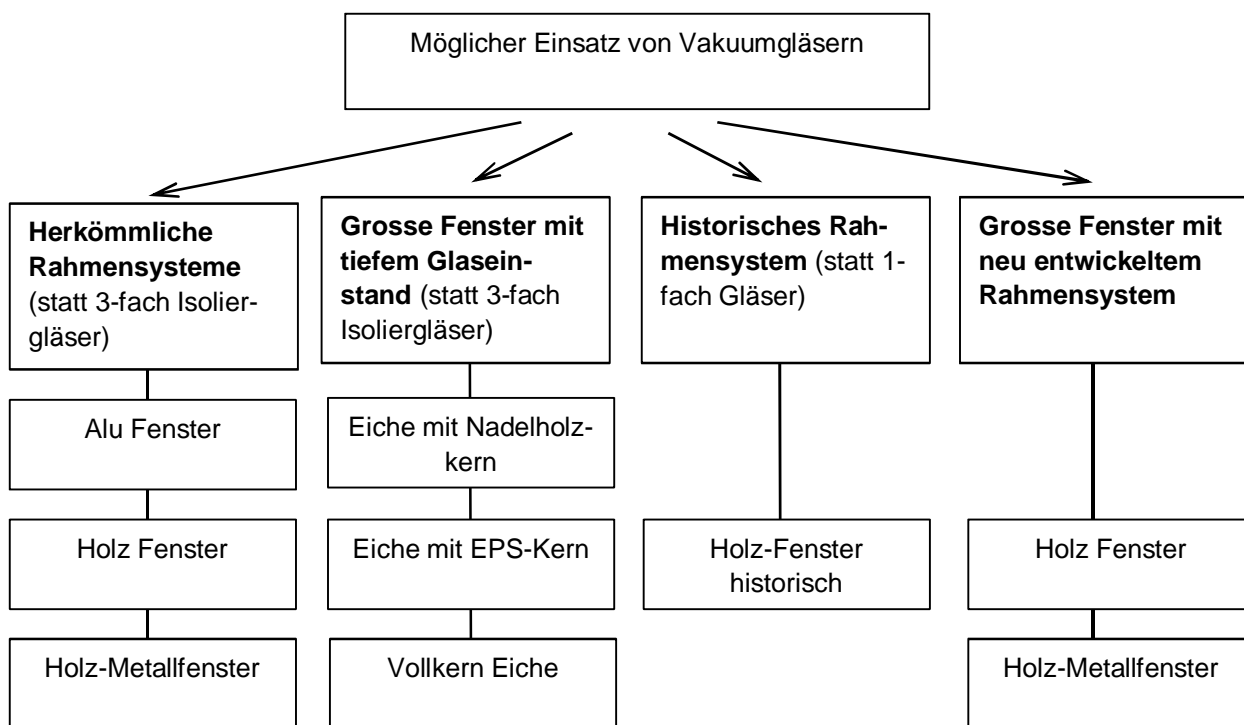 Möglicher Einsatz von Vakuumgläsern
Herkömmliche
Rahmensysteme
(statt 3-fach Isolier-
gläser)
Alu Fenster
Holz Fenster
Holz-Metallfenster
Grosse Fenster mit
tiefem Glasein-
stand (statt 3-fach
Isoliergläser)
Eiche mit Nadelholz-
kern
Eiche mit EPS-Kern
Vollkern Eiche
Historisches Rah-
mensystem (statt 1-
fach Gläser)
Holz-Fenster
historisch
Grosse Fenster mit
neu entwickeltem
Rahmensystem
Holz Fenster
Holz-Metallfenster